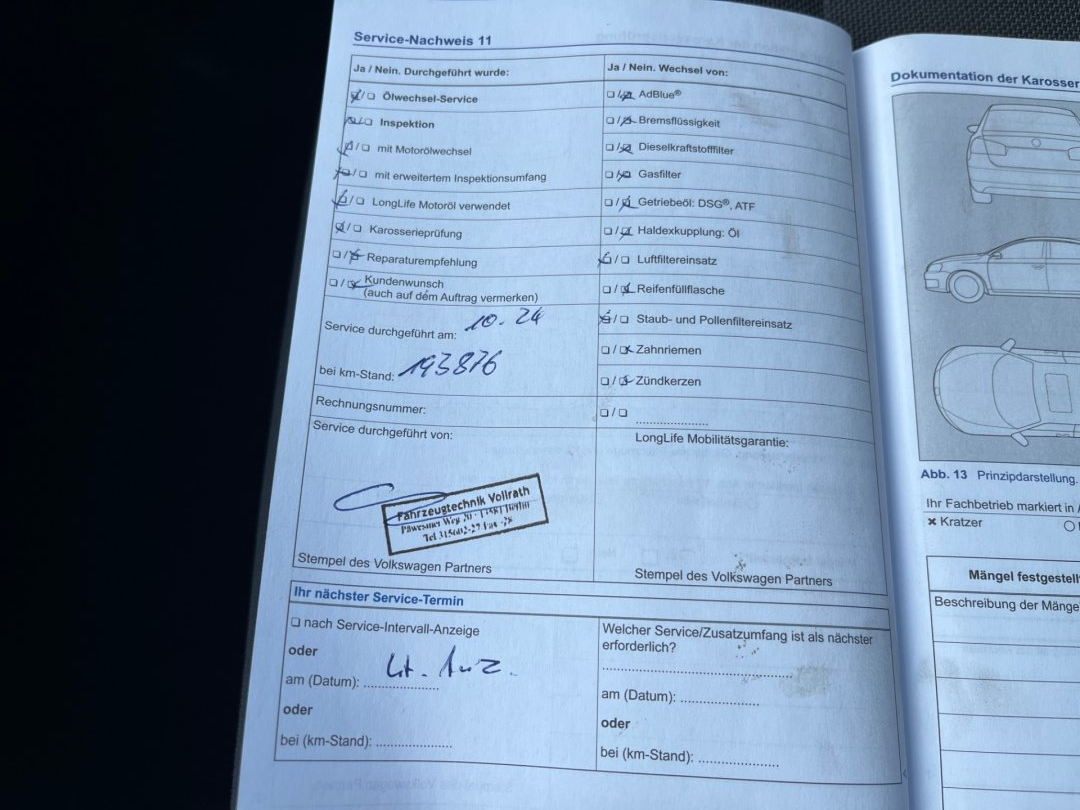 Service-Nachweis 11
Ja / Nein. Durchgeführt wurde:
Ölwechsel-Service
Inspektion
mit Motorölwechsel
mit erweitertem Inspektionsumfang
LongLife Motoröl verwendet
Karosserieprüfung
Reparaturempfehlung
Kundenwunsch
(auch auf dem Auftrag vermerken)
Service durchgeführt am: 10. 24
bei km-Stand: 193876
Rechnungsnummer:
Service durchgeführt von:
Fahrzeugtechnik Vollrath
Stempel des Volkswagen Partners
Ja / Nein. Wechsel von:
AdBlue®
Bremsflüssigkeit
Dieselkraftstofffilter
Gasfilter
Getriebeöl: DSG®, ATF
Haldexkupplung: Öl
Luftfiltereinsatz
Reifenfüllflasche
Staub- und Pollenfiltereinsatz
Zahnriemen
Zündkerzen
LongLife Mobilitätsgarantie:
Stempel des Volkswagen Partners
Ihr nächster Service-Termin
nach Service-Intervall-Anzeige
oder
am (Datum):
oder
bei (km-Stand):
Welcher Service/Zusatzumfang ist als nächster
erforderlich?
am (Datum):
oder
bei (km-Stand):
Dokumentation der Karosser
Abb. 13 Prinzipdarstellung.
Ihr Fachbetrieb markiert in
Kratzer
Mängel festgestell
Beschreibung der Mänge